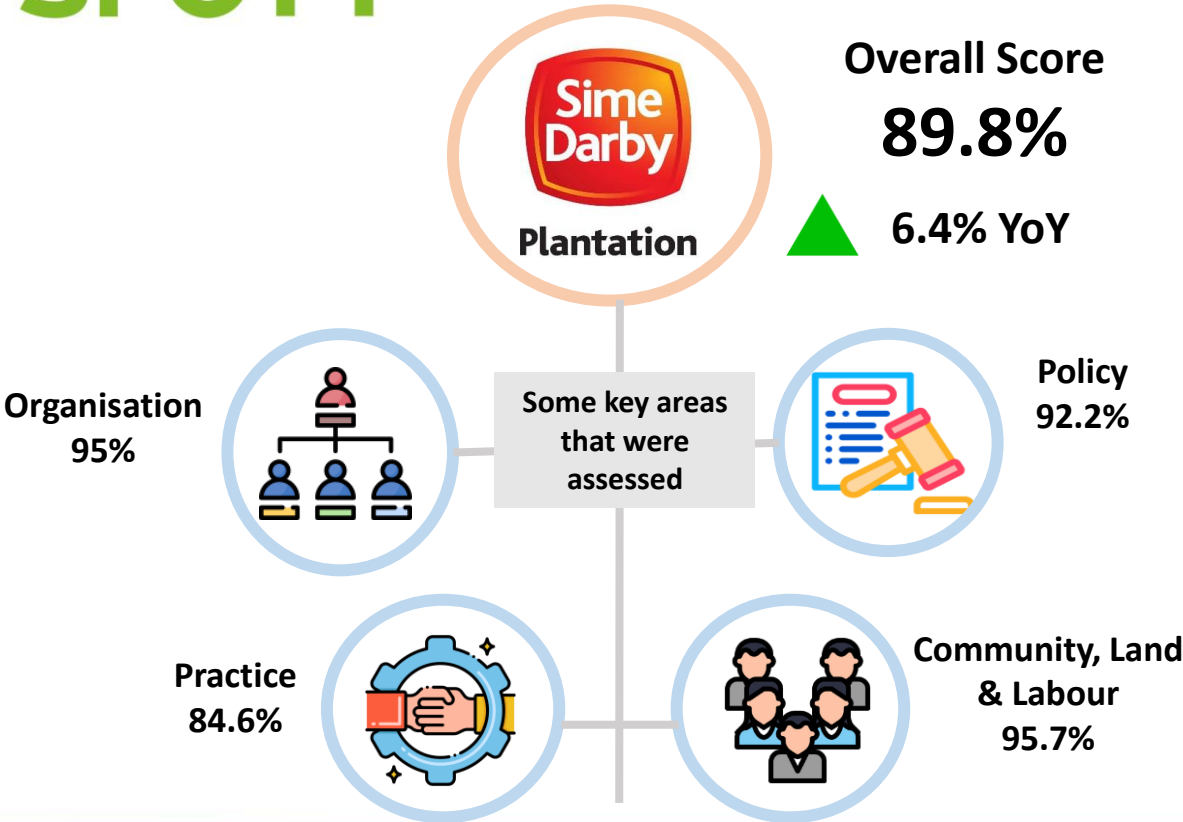 Sime
Darby
Plantation
Overall Score
89.8%
6.4% YoY
Organisation
95%
Some key areas
that were
assessed
Policy
92.2%
Practice
84.6%
Community, Land
& Labour
95.7%